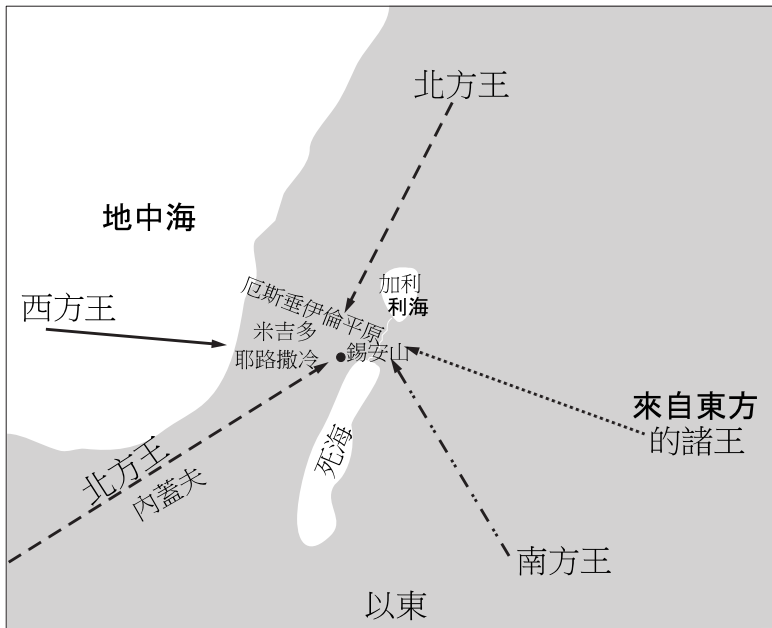 北方王
地中海
加利
利海
厄斯垂伊倫平原
西方王
米吉多
錫安山
耶路撒冷
來自東方
的諸王
死海
北方王
內蓋夫
南方王
以東